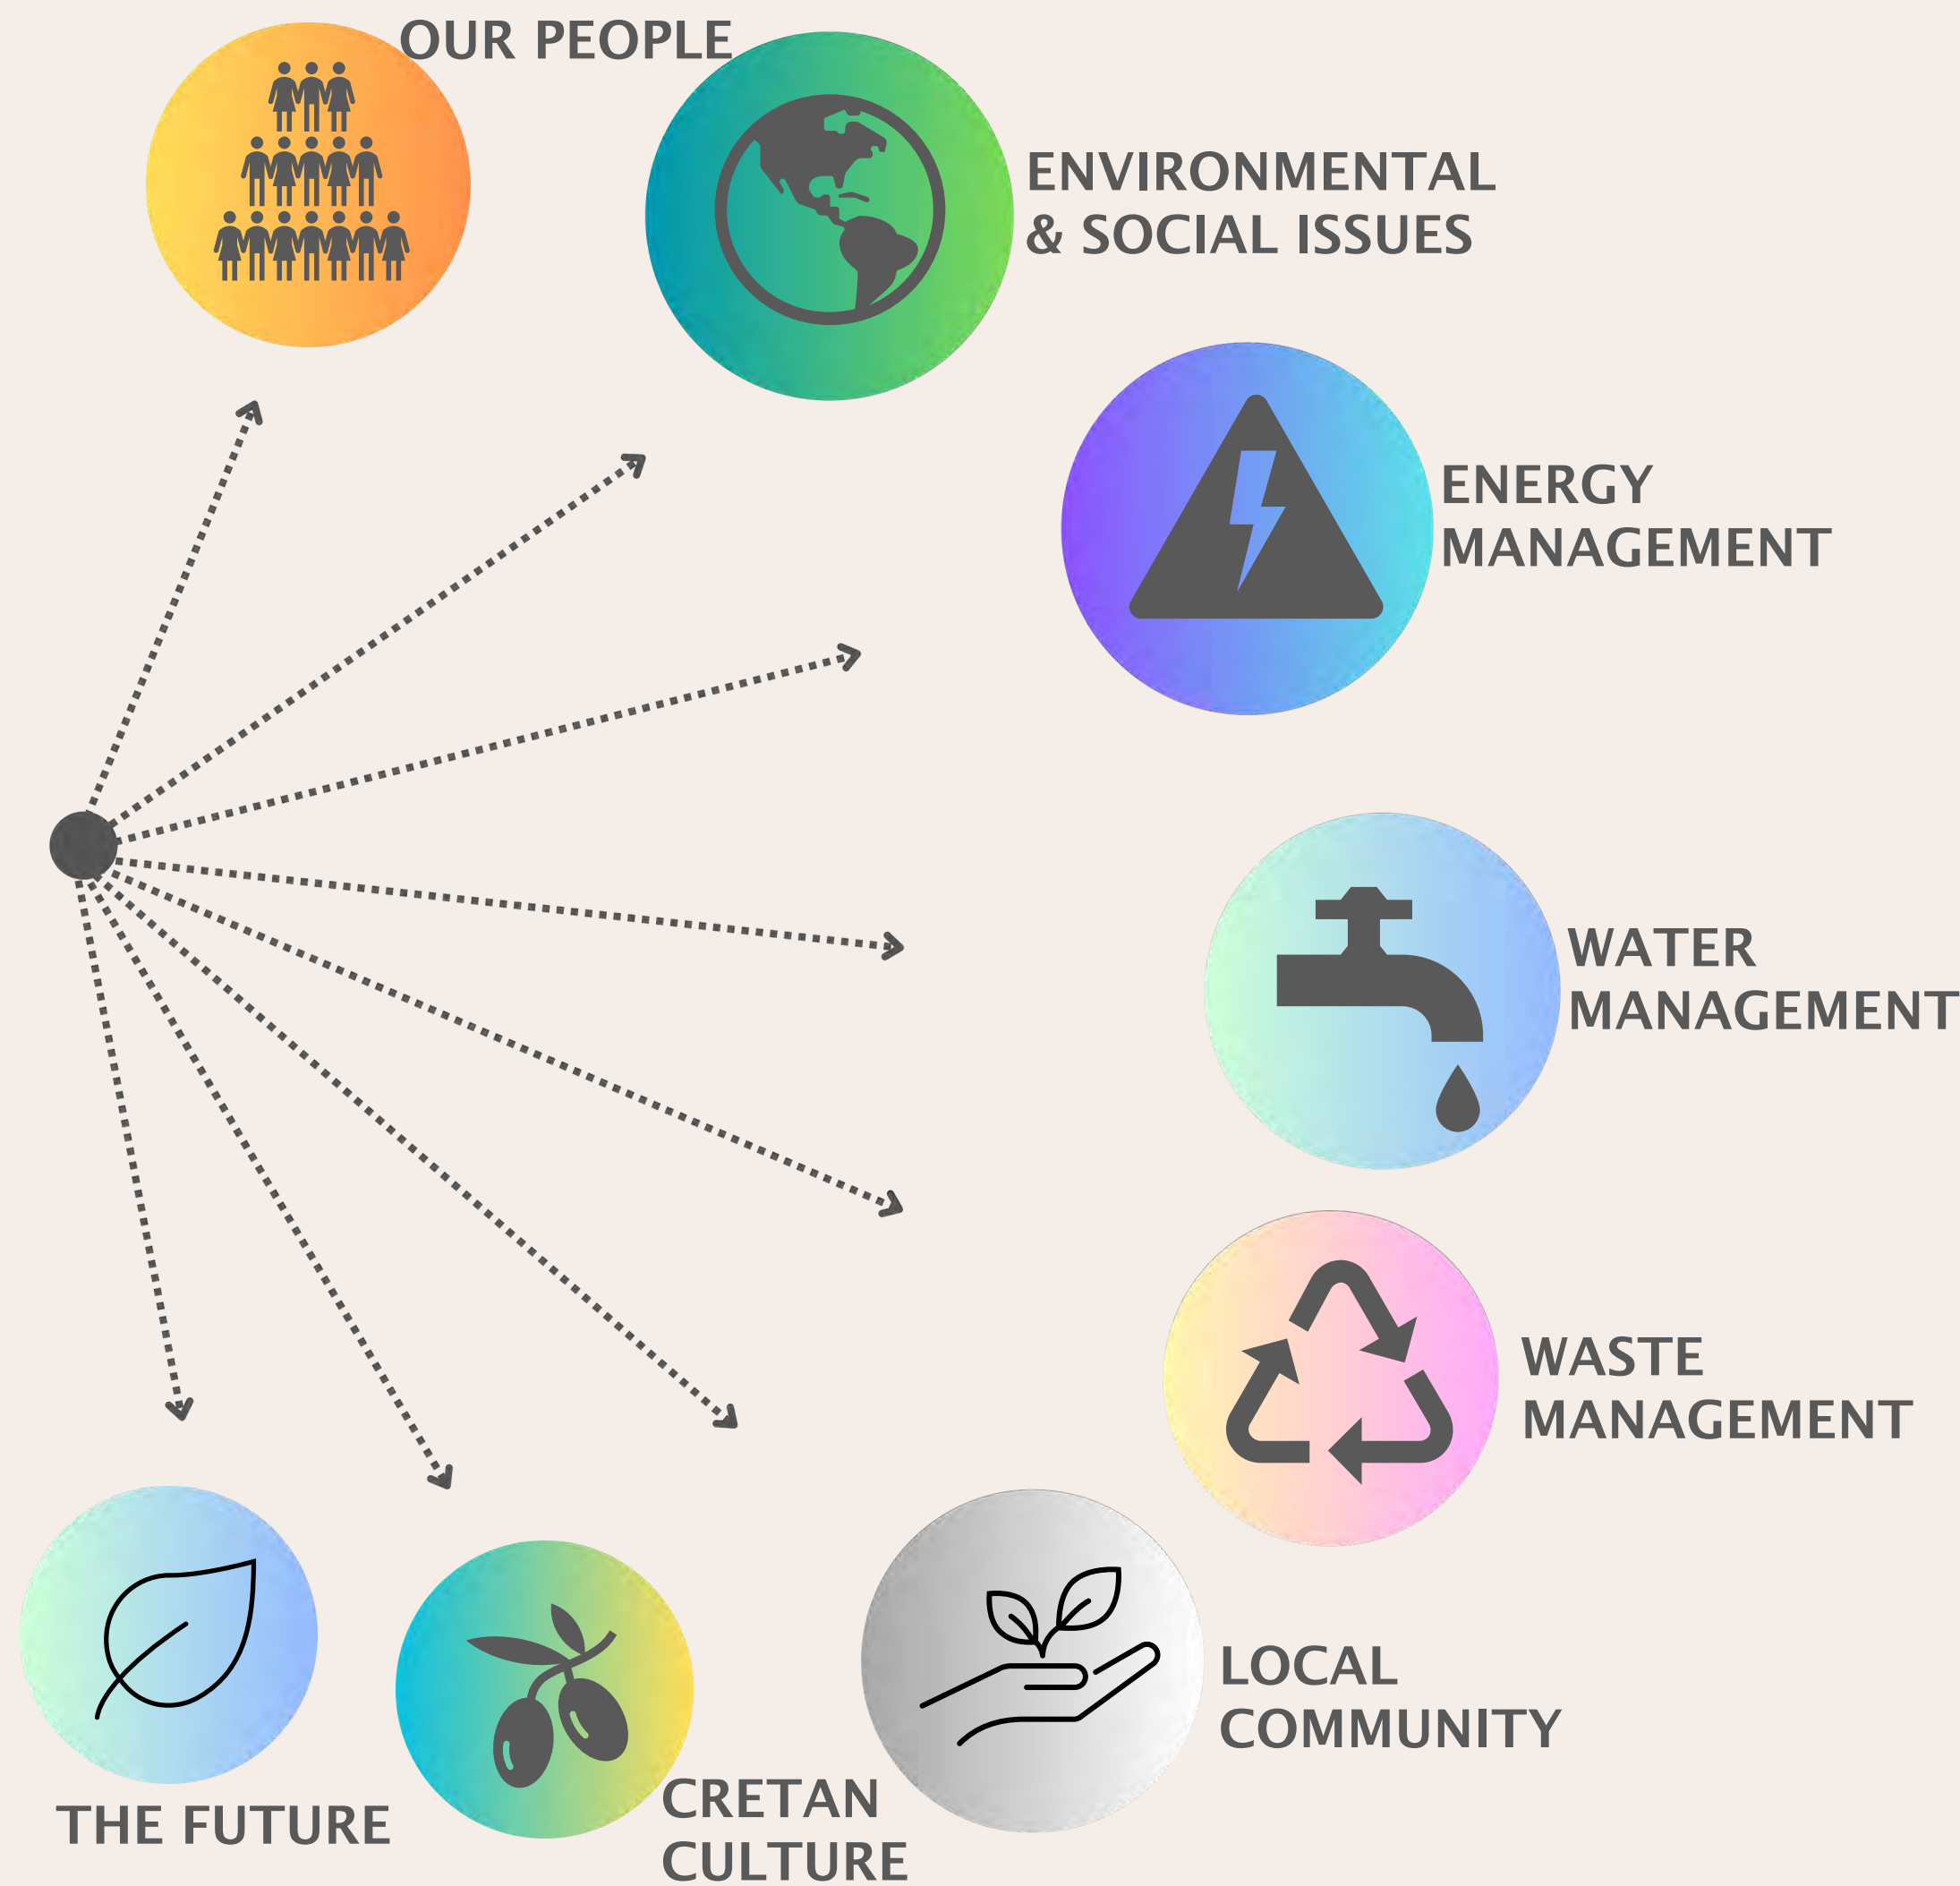 OUR PEOPLE
ENVIRONMENTAL
& SOCIAL ISSUES
ENERGY
MANAGEMENT
WATER
MANAGEMENT
WASTE
MANAGEMENT
LOCAL
COMMUNITY
CRETAN
CULTURE
THE FUTURE